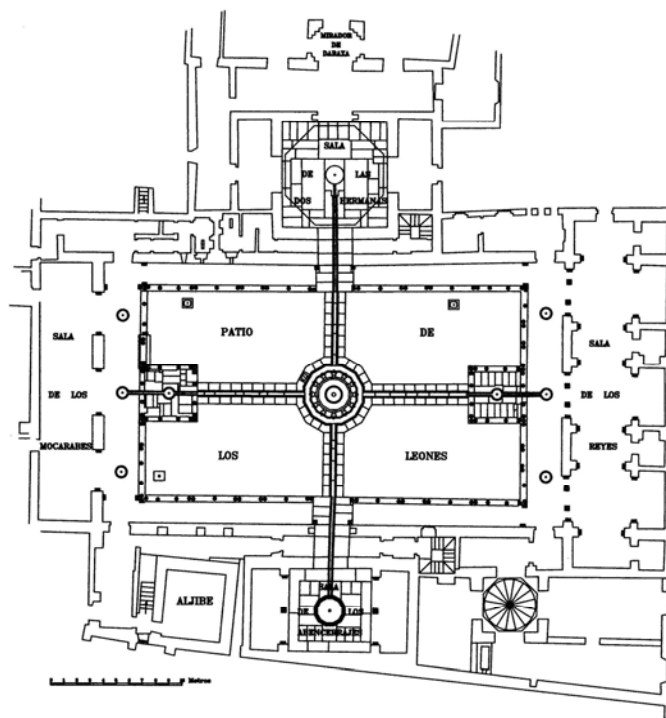 MIRADOR
DE
DARAXA
SALA
DE LAS
DOS HERMANAS
PATIO DE
SALA
SALA
DE LOS
DE LOS
MOCARABES
REYES
LOS LEONES
SALA
DE LOS
ABENCERRAJES
ALJIBE
Metros